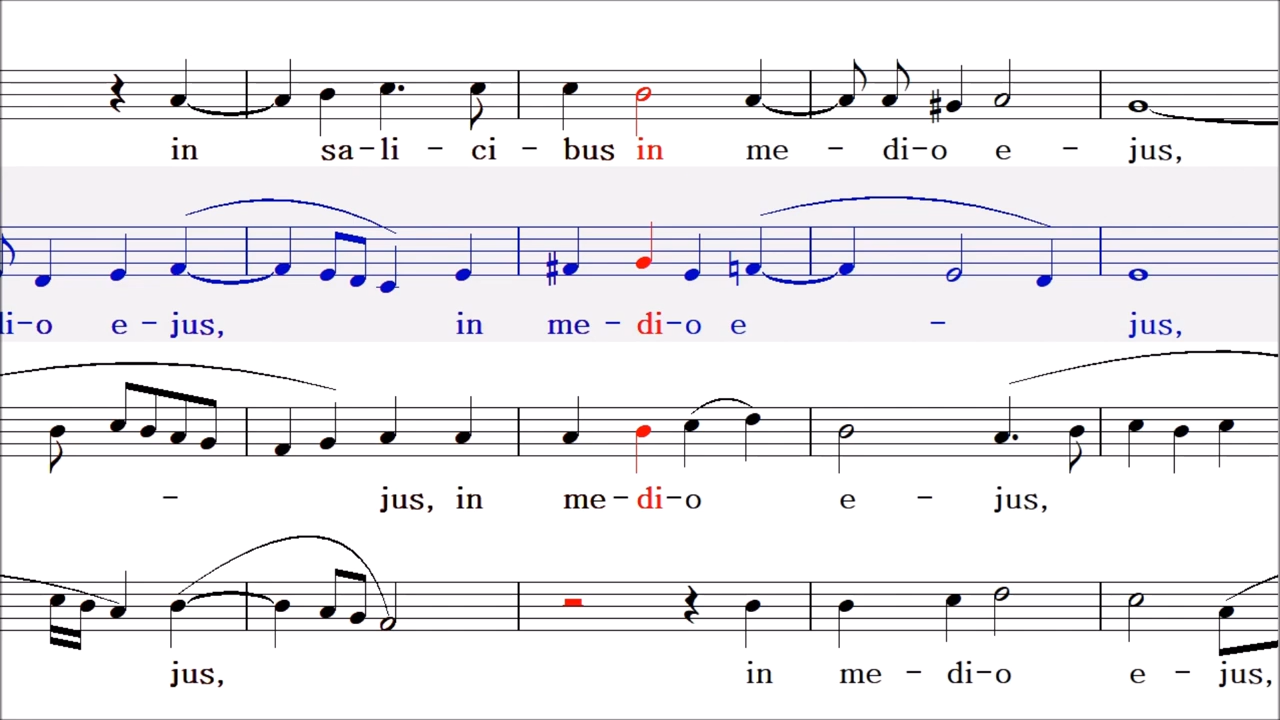 in sa-li - ci - bus in me - di-o e - jus,
di-o e - jus, in me - di-o e - jus,
- jus, in me-di-o e - jus,
jus, in me - di-o e - jus,